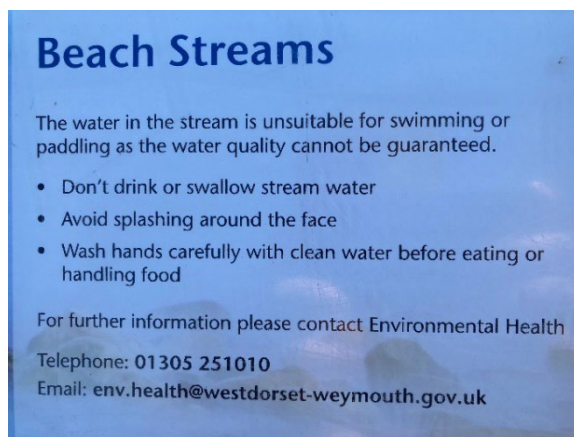 Beach Streams
The water in the stream is unsuitable for swimming or
paddling as the water quality cannot be guaranteed.
• Don't drink or swallow stream water
• Avoid splashing around the face
• Wash hands carefully with clean water before eating or
handling food
For further information please contact Environmental Health
Telephone: 01305 251010
Email: env.health@westdorset-weymouth.gov.uk